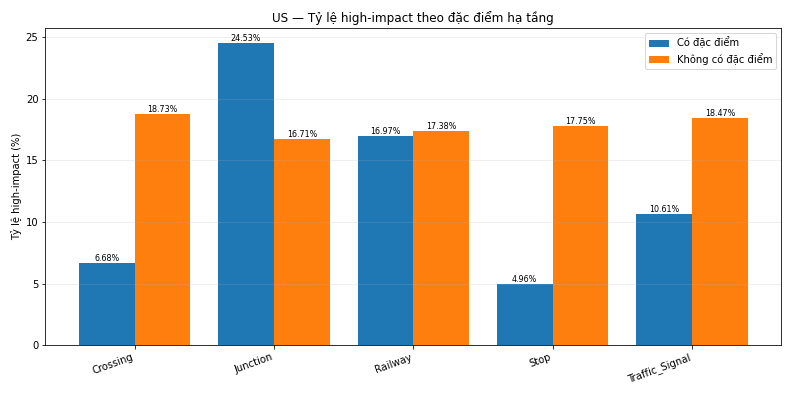 US — Tỷ lệ high-impact theo đặc điểm hạ tầng
Có đặc điểm
Không có đặc điểm
Tỷ lệ high-impact (%)
25
20
15
10
5
0
6.68%
18.73%
24.53%
16.71%
16.97%
17.38%
4.96%
17.75%
10.61%
18.47%
Crossing
Junction
Railway
Stop
Traffic_Signal